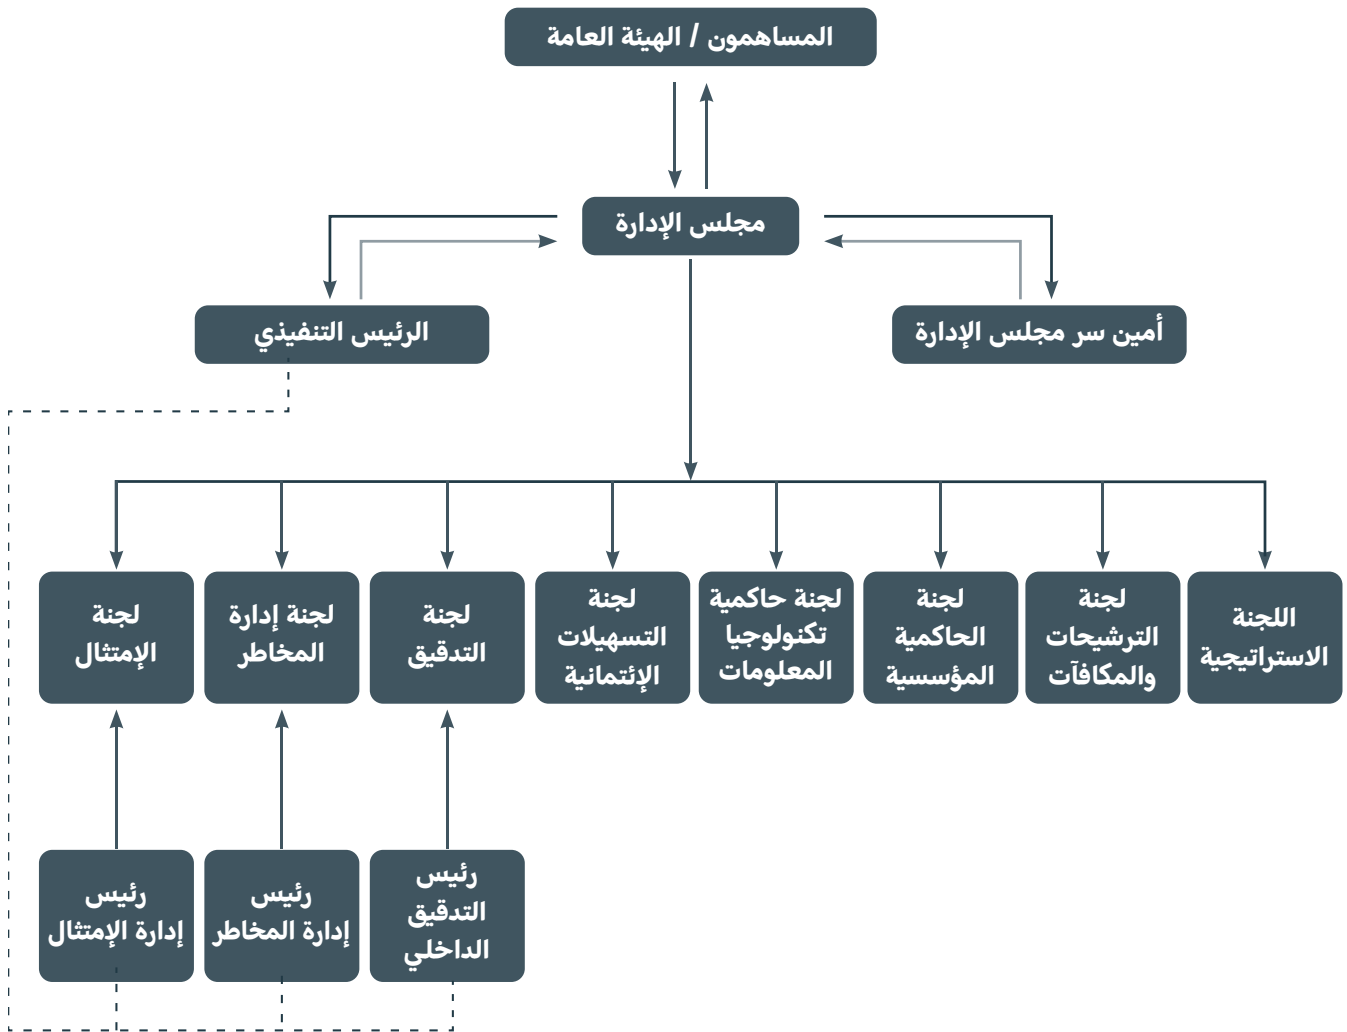 المساهمون / الهيئة العامة
مجلس الإدارة
أمين سر مجلس الإدارة
الرئيس التنفيذي
اللجنة
الاستراتيجية
لجنة
الترشيحات
والمكافآت
لجنة
الحاكمية
المؤسسية
لجنة حاكمية
تكنولوجيا
المعلومات
لجنة
التسهيلات
الإئتمانية
لجنة
التدقيق
لجنة إدارة
المخاطر
لجنة
الإمتثال
رئيس
التدقيق
الداخلي
رئيس
إدارة المخاطر
رئيس
إدارة الإمتثال